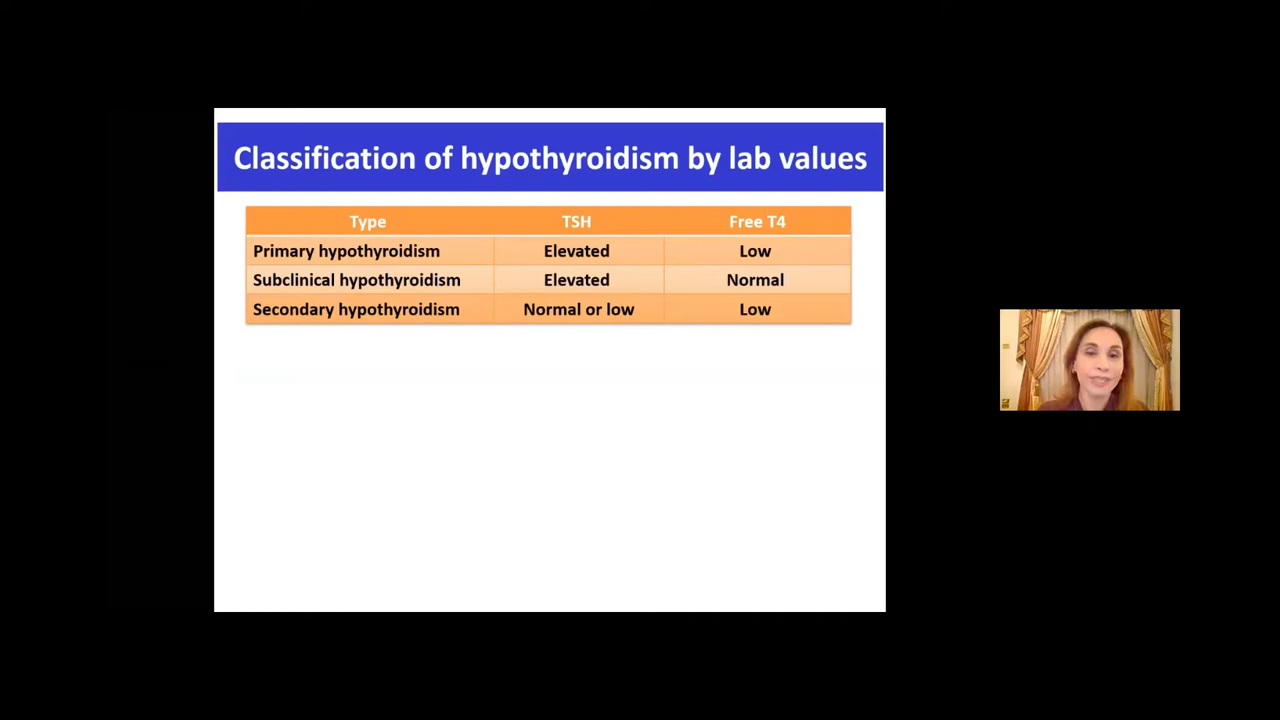 Classification of hypothyroidism by lab values
Type TSH Free T4
Primary hypothyroidism Elevated Low
Subclinical hypothyroidism Elevated Normal
Secondary hypothyroidism Normal or low Low